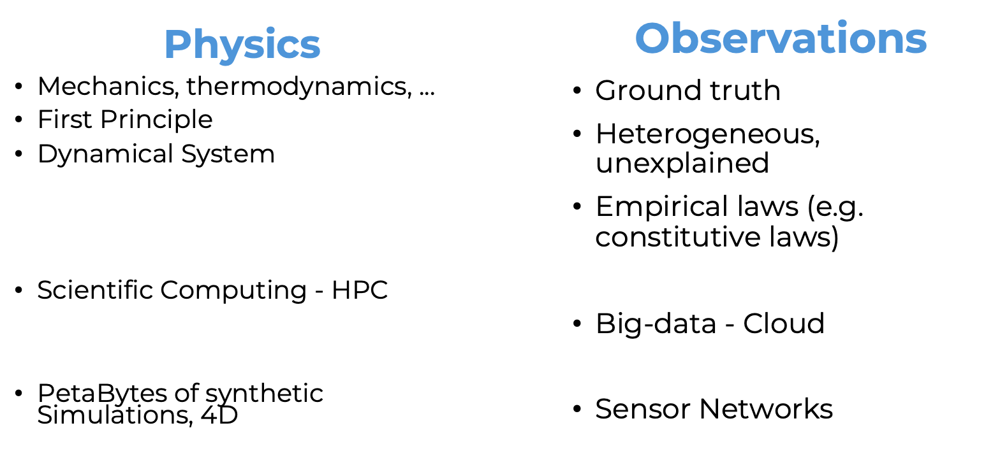 Physics
• Mechanics, thermodynamics, ...
• First Principle
• Dynamical System
• Scientific Computing - HPC
• PetaBytes of synthetic
Simulations, 4D
Observations
• Ground truth
• Heterogeneous,
unexplained
• Empirical laws (e.g.
constitutive laws)
• Big-data - Cloud
• Sensor Networks